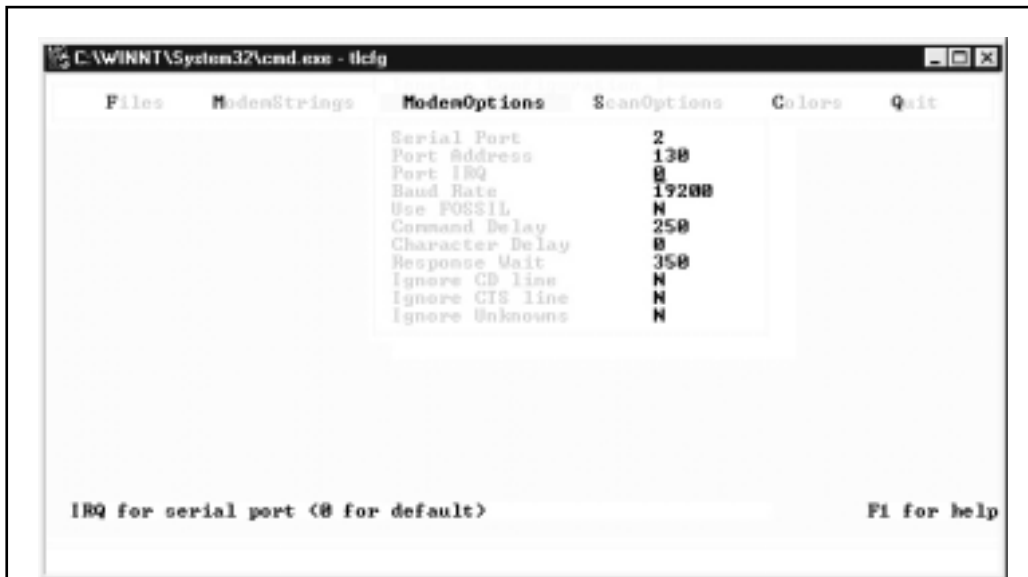 C:\WINNT\System32\cmd.exe - tlcfg
Files ModemStrings ModemOptions ScanOptions Colors Quit
Serial Port 2
Port Address 130
Port IRQ 0
Baud Rate 19200
Use FOSSIL N
Command Delay 250
Character Delay 0
Response Wait 350
Ignore CD line N
Ignore CTS line N
Ignore Unknowns N
IRQ for serial port (0 for default) F1 for help